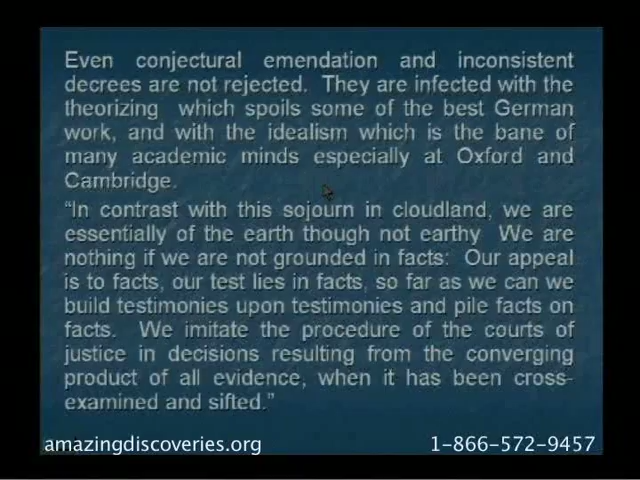 Even conjectural emendation and inconsistent
decrees are not rejected. They are infected with the
theorizing which spoils some of the best German
work, and with the idealism which is the bane of
many academic minds especially at Oxford and
Cambridge.
“In contrast with this sojourn in cloudland, we are
essentially of the earth though not earthy We are
nothing if we are not grounded in facts: Our appeal
is to facts, our test lies in facts, so far as we can we
build testimonies upon testimonies and pile facts on
facts. We imitate the procedure of the courts of
justice in decisions resulting from the converging
product of all evidence, when it has been cross-
examined and sifted.”
amazingdiscoveries.org 1-866-572-9457